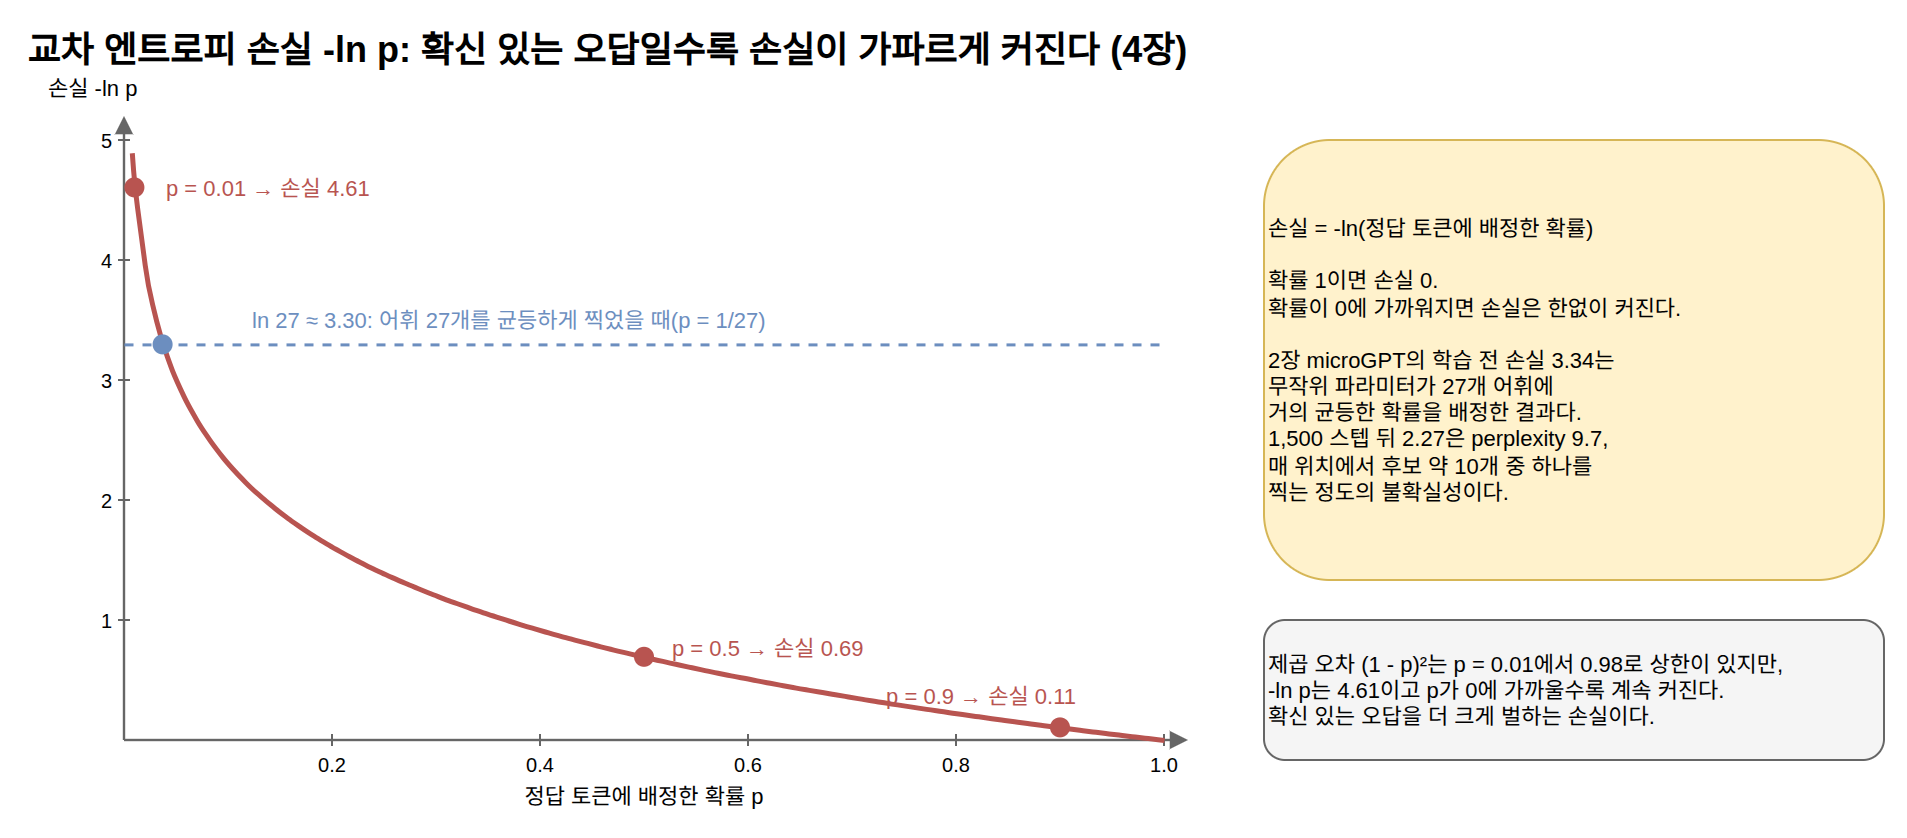 교차 엔트로피 손실 -ln p: 확신 있는 오답일수록 손실이 가파르게 커진다 (4장)
손실 -ln p
5
4
3
2
1
p = 0.01 → 손실 4.61
ln 27 ≈ 3.30: 어휘 27개를 균등하게 찍었을 때(p = 1/27)
p = 0.5 → 손실 0.69
p = 0.9 → 손실 0.11
0.2
0.4
0.6
0.8
1.0
정답 토큰에 배정한 확률 p
손실 = -ln(정답 토큰에 배정한 확률)
확률 1이면 손실 0.
확률이 0에 가까워지면 손실은 한없이 커진다.
2장 microGPT의 학습 전 손실 3.34는
무작위 파라미터가 27개 어휘에
거의 균등한 확률을 배정한 결과다.
1,500 스텝 뒤 2.27은 perplexity 9.7,
매 위치에서 후보 약 10개 중 하나를
찍는 정도의 불확실성이다.
제곱 오차 (1 - p)²는 p = 0.01에서 0.98로 상한이 있지만,
-ln p는 4.61이고 p가 0에 가까울수록 계속 커진다.
확신 있는 오답을 더 크게 벌하는 손실이다.